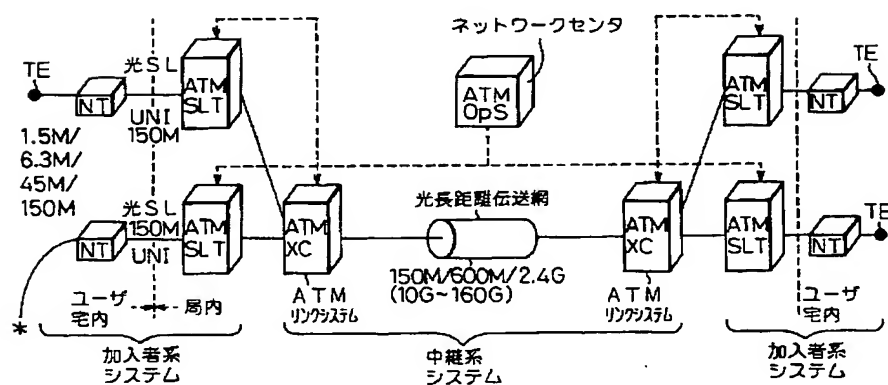 ネットワークセンタ
TE
光SL
ATM
SLT
ATM
OpS
ATM
SLT
TE
NT
UNI
150M
NT
1.5M/
6.3M/
45M/
150M
光SL
150M
UNI
ATM
SLT
ATM
XC
光長距離伝送網
ATM
XC
ATM
SLT
TE
NT
NT
150M/600M/2.4G
(10G~160G)
ユーザ
宅内
局内
ATM
リンクシステム
ATM
リンクシステム
ユーザ
宅内
*
加入者系
システム
中継系
システム
加入者系
システム